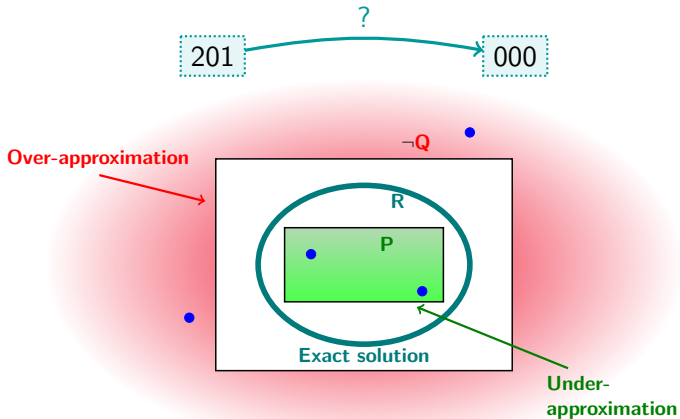 ?
201
000
¬Q
Over-approximation
R
P
Exact solution
Under-
approximation